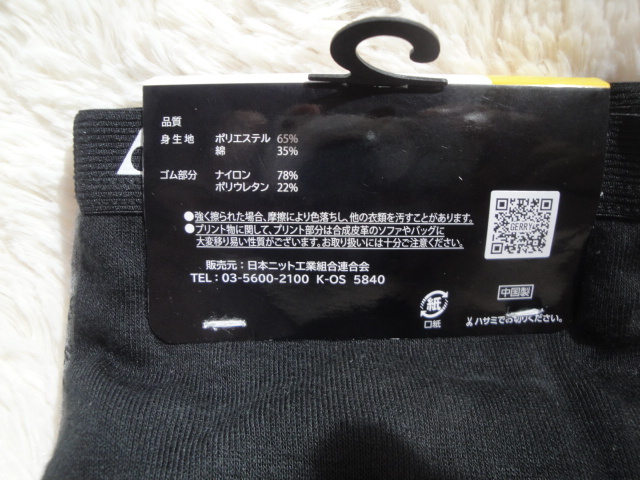 品質
身生地 ポリエステル 65%
綿 35%
ゴム部分 ナイロン 78%
ポリウレタン 22%
●強く擦られた場合、摩擦により色落ちし、他の衣類を汚すことがあります。
●プリント物に関して、プリント部分は合成皮革のソファやバッグに
大変移り易い性質がございます。お取り扱いには十分ご注意ください。
販売元：日本ニット工業組合連合会
TEL：03-5600-2100 K-OS 5840
GERRY
中国製
紙
口紙
ハサミでお切りください。